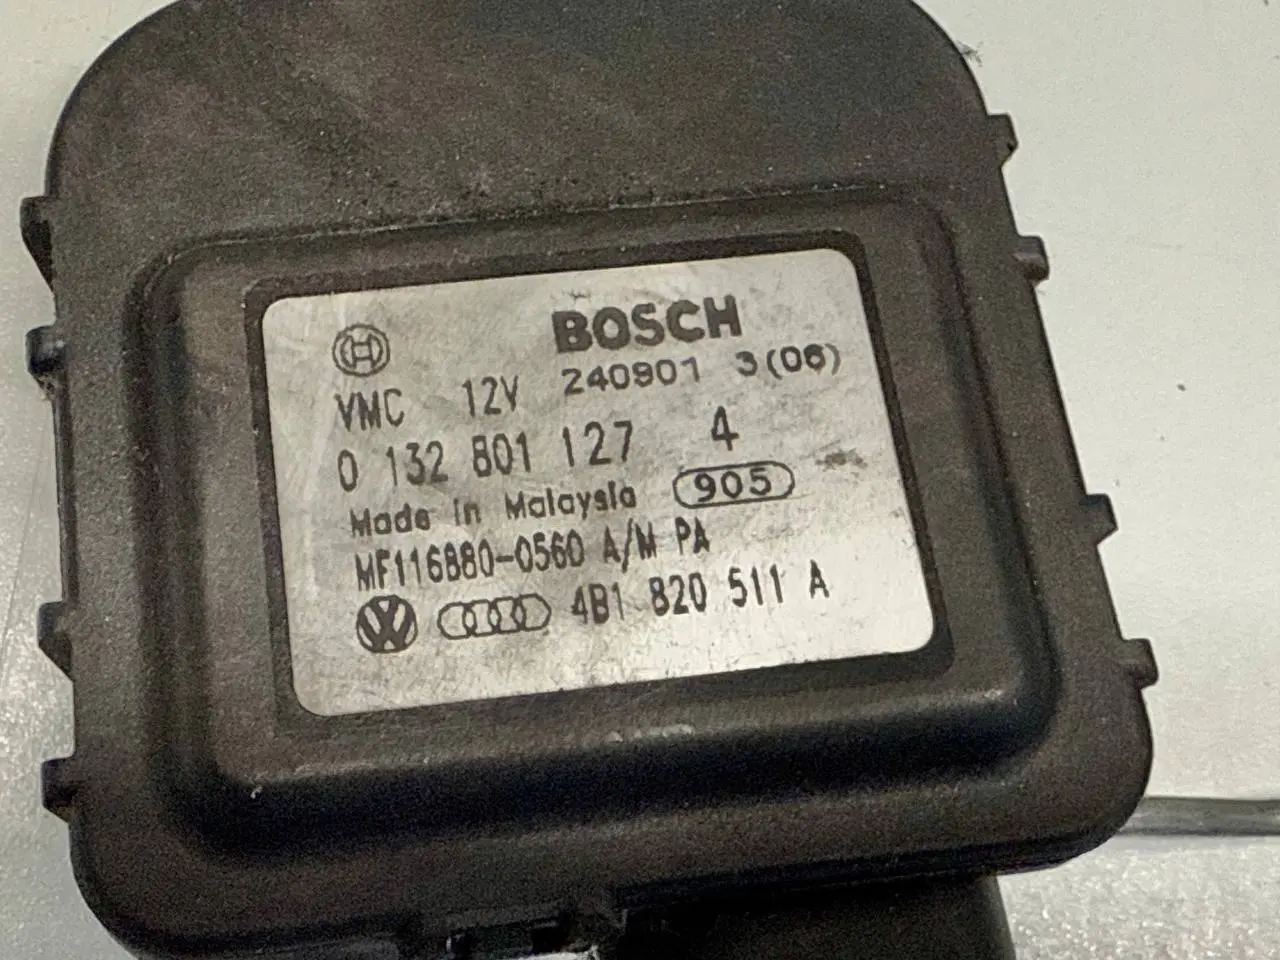 BOSCH
VMC 12V 240901 3(06)
0 132 801 127 4
Made in Malaysia 905
MF116880-0560 A/M PA
4B1 820 511 A